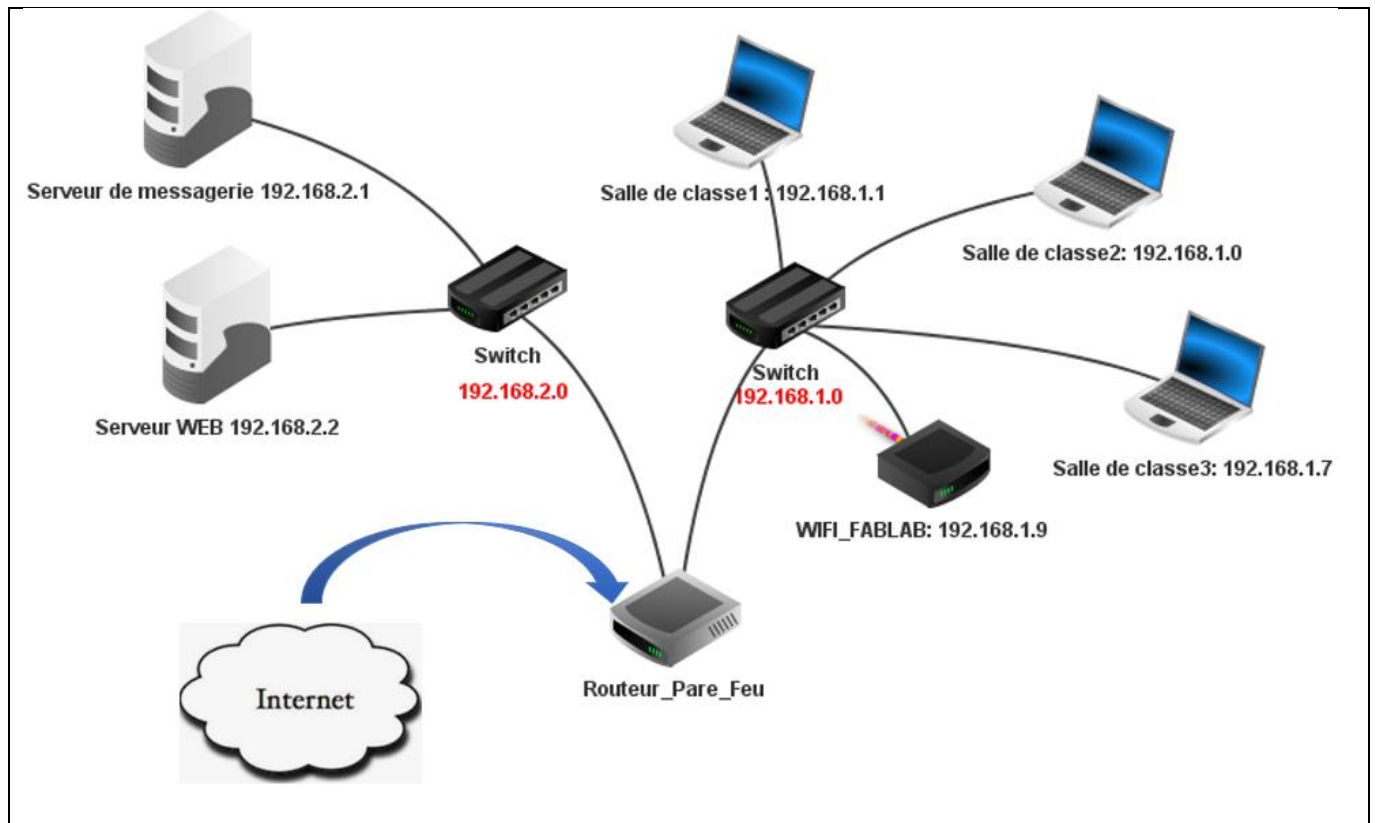 Serveur de messagerie 192.168.2.1
Salle de classe1 : 192.168.1.1
Salle de classe2: 192.168.1.0
Switch
192.168.2.0
Switch
192.168.1.0
Serveur WEB 192.168.2.2
Salle de classe3: 192.168.1.7
WIFI_FABLAB: 192.168.1.9
Internet
Routeur_Pare_Feu